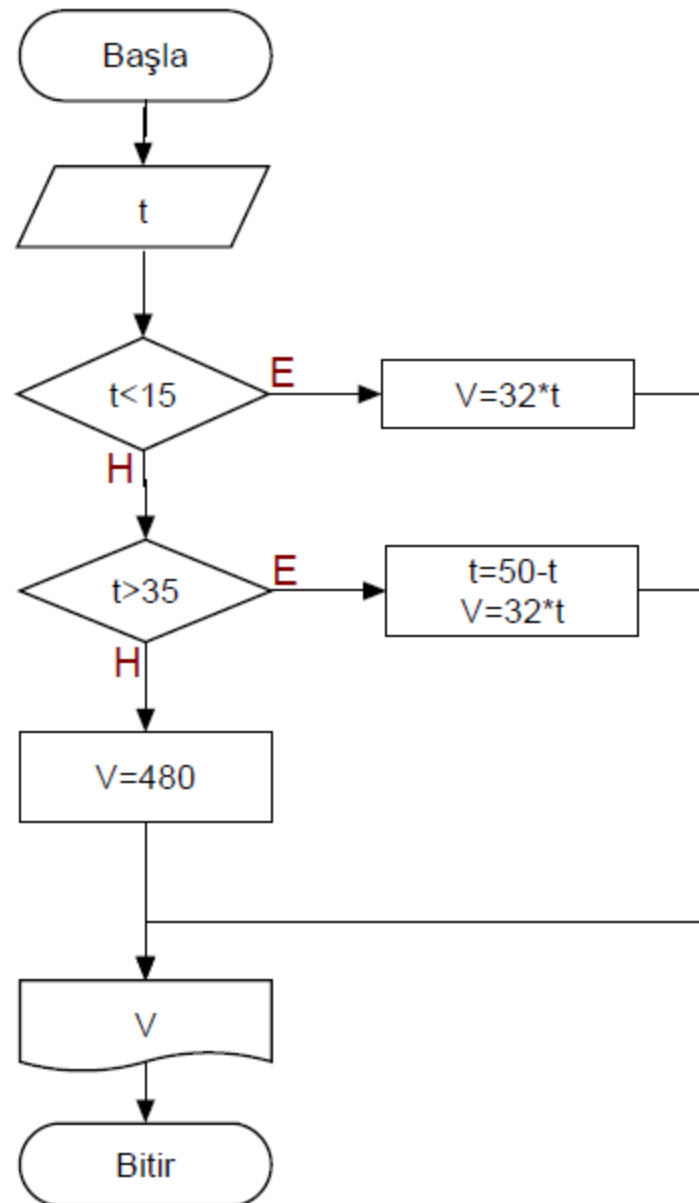 Başla
t
t<15
E
V=32*t
H
t>35
E
t=50-t
V=32*t
H
V=480
V
Bitir